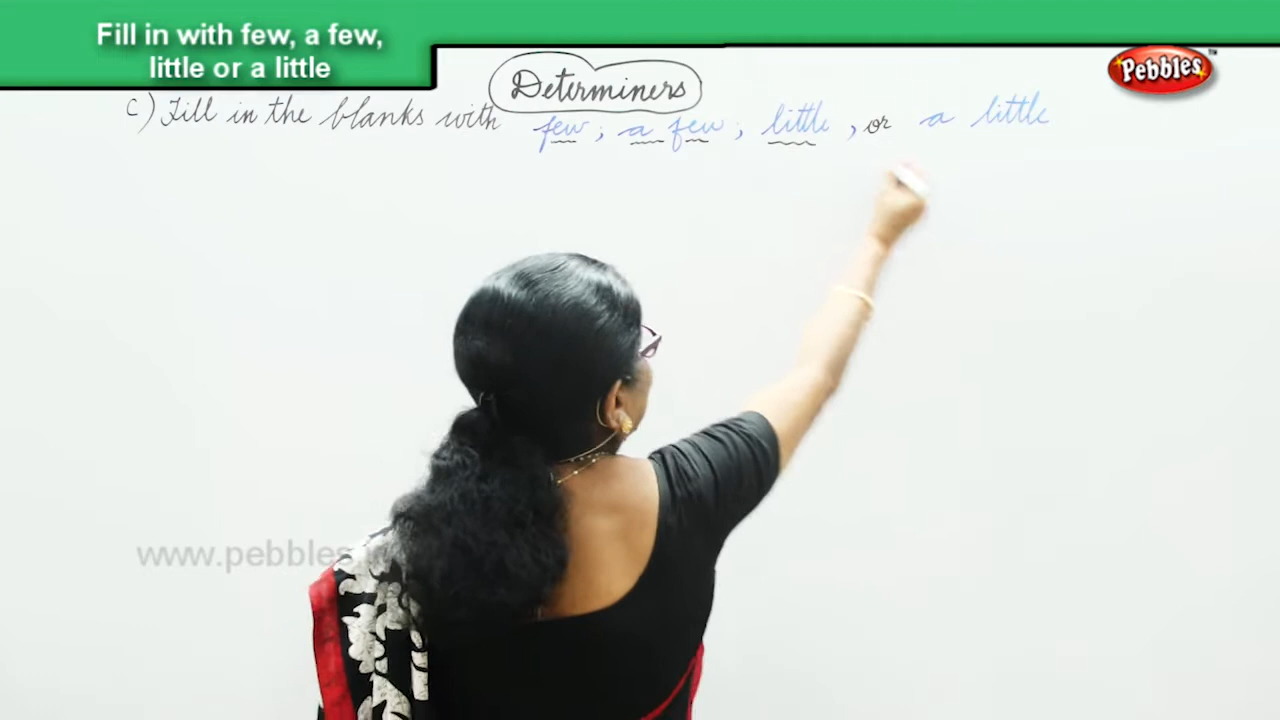 Fill in with few, a few,
little or a little
Pebbles™
Determiners
c) Fill in the blanks with few; a few; little, or a little
www.pebbles.i